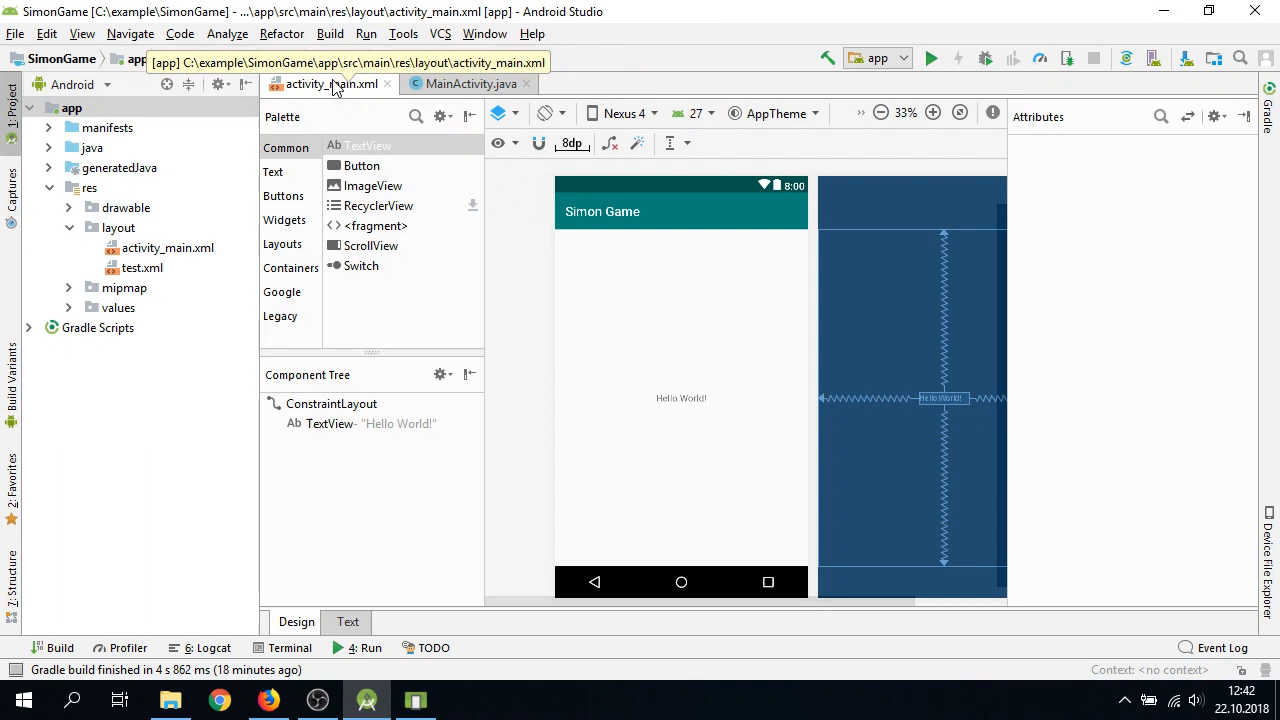 SimonGame [C:\example\SimonGame] - ...\app\src\main\res\layout\activity_main.xml [app] - Android Studio
File Edit View Navigate Code Analyze Refactor Build Run Tools VCS Window Help
SimonGame app
[app] C:\example\SimonGame\app\src\main\res\layout\activity_main.xml
app
1: Project
Captures
Build Variants
2: Favorites
7: Structure
Android
activity_main.xml
MainActivity.java
app
manifests
java
generatedJava
res
drawable
layout
activity_main.xml
test.xml
mipmap
values
Gradle Scripts
Palette
Common
Text
Buttons
Widgets
Layouts
Containers
Google
Legacy
Ab TextView
Button
ImageView
RecyclerView
<fragment>
ScrollView
Switch
Component Tree
ConstraintLayout
Ab TextView- "Hello World!"
Nexus 4 27 AppTheme 33%
8dp
8:00
Simon Game
Hello World!
Hello World!
Attributes
Gradle
Device File Explorer
Design Text
Build Profiler 6: Logcat Terminal 4: Run TODO Event Log
Gradle build finished in 4 s 862 ms (18 minutes ago)
Context: <no context>
12:42
22.10.2018